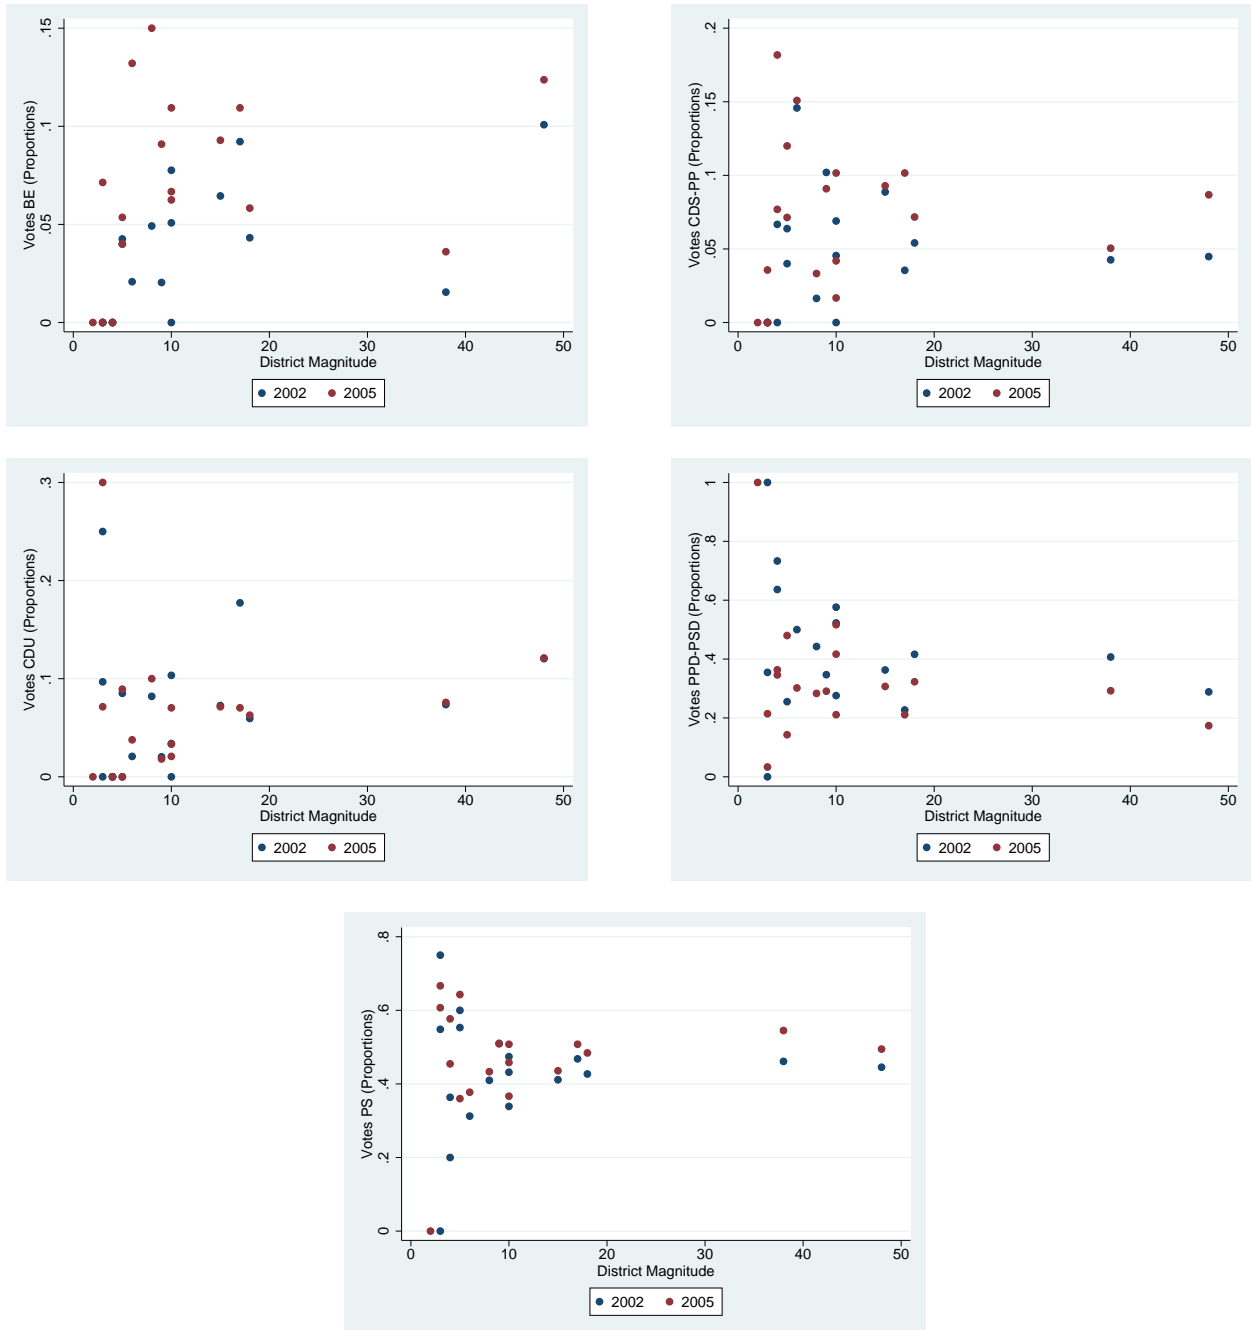 Votes BE (Proportions)
.15
.1
.05
0
0 10 20 30 40 50
District Magnitude
2002 2005
Votes CDS-PP (Proportions)
.2
.15
.1
.05
0
0 10 20 30 40 50
District Magnitude
2002 2005
Votes CDU (Proportions)
.3
.2
.1
0
0 10 20 30 40 50
District Magnitude
2002 2005
Votes PPD-PSD (Proportions)
1
.8
.6
.4
.2
0
0 10 20 30 40 50
District Magnitude
2002 2005
Votes PS (Proportions)
.8
.6
.4
.2
0
0 10 20 30 40 50
District Magnitude
2002 2005